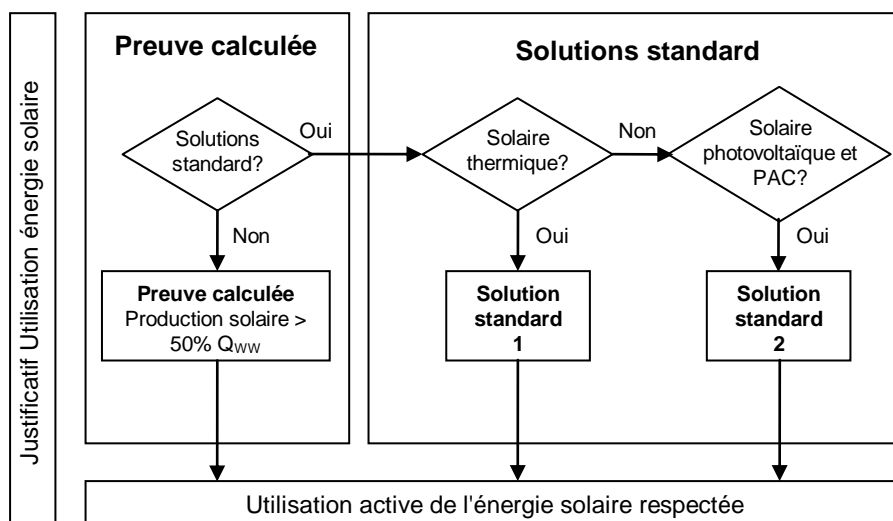 Justificatif Utilisation énergie solaire
Preuve calculée
Solutions standard
Solutions
standard?
Oui
Solaire
thermique?
Non
Solaire
photovoltaïque et
PAC?
Non
Oui
Oui
Preuve calculée
Production solaire >
50% QWW
Solution
standard
1
Solution
standard
2
Utilisation active de l'énergie solaire respectée